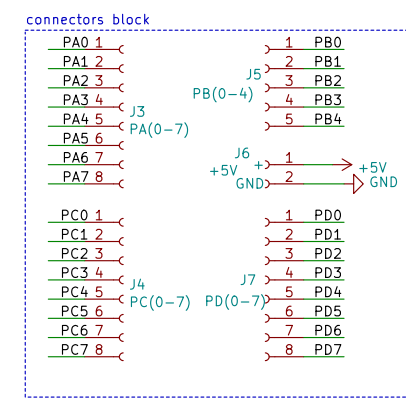 connectors block
PA0 1
PA1 2
PA2 3
PA3 4
PA4 5
PA5 6
PA6 7
PA7 8
J3
PA(0-7)
1 PB0
2 PB1
3 PB2
4 PB3
5 PB4
J5
PB(0-4)
J6
+5V
+ 1
GND 2
+5V
GND
PC0 1
PC1 2
PC2 3
PC3 4
PC4 5
PC5 6
PC6 7
PC7 8
J4
PC(0-7)
1 PD0
2 PD1
3 PD2
4 PD3
5 PD4
6 PD5
7 PD6
8 PD7
J7
PD(0-7)